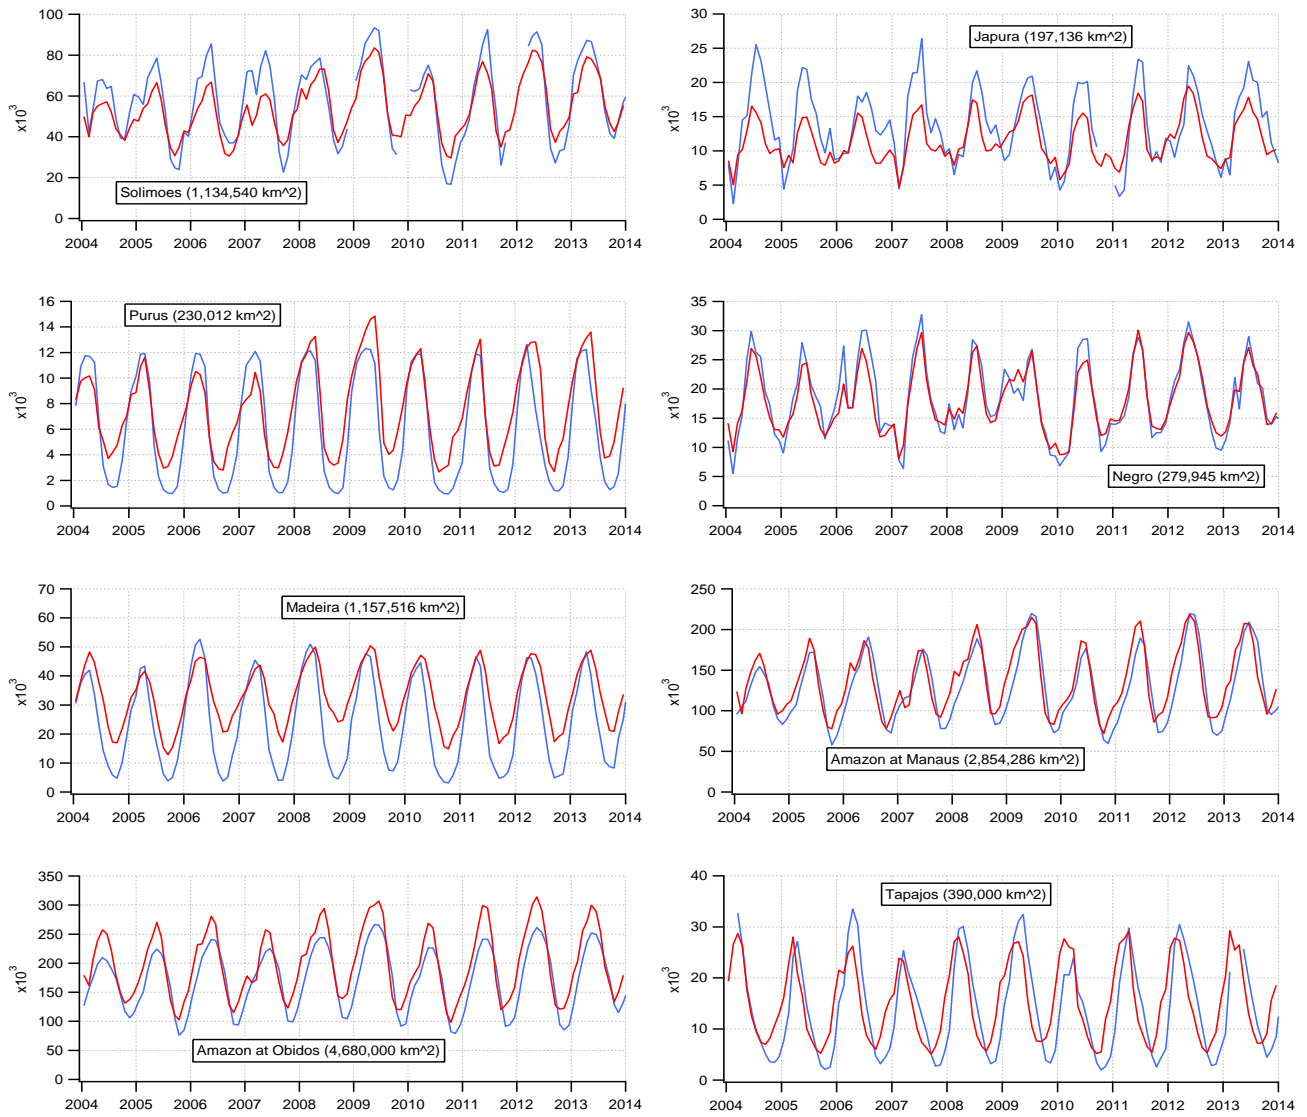 100
80
60
40
20
0
x10^3
Solimoes (1,134,540 km^2)
2004 2005 2006 2007 2008 2009 2010 2011 2012 2013 2014
30
25
20
15
10
5
0
x10^3
Japura (197,136 km^2)
2004 2005 2006 2007 2008 2009 2010 2011 2012 2013 2014
16
14
12
10
8
6
4
2
0
x10^3
Purus (230,012 km^2)
2004 2005 2006 2007 2008 2009 2010 2011 2012 2013 2014
35
30
25
20
15
10
5
0
x10^3
Negro (279,945 km^2)
2004 2005 2006 2007 2008 2009 2010 2011 2012 2013 2014
70
60
50
40
30
20
10
0
x10^3
Madeira (1,157,516 km^2)
2004 2005 2006 2007 2008 2009 2010 2011 2012 2013 2014
250
200
150
100
50
0
x10^3
Amazon at Manaus (2,854,286 km^2)
2004 2005 2006 2007 2008 2009 2010 2011 2012 2013 2014
350
300
250
200
150
100
50
0
x10^3
Amazon at Obidos (4,680,000 km^2)
2004 2005 2006 2007 2008 2009 2010 2011 2012 2013 2014
40
30
20
10
0
x10^3
Tapajos (390,000 km^2)
2004 2005 2006 2007 2008 2009 2010 2011 2012 2013 2014